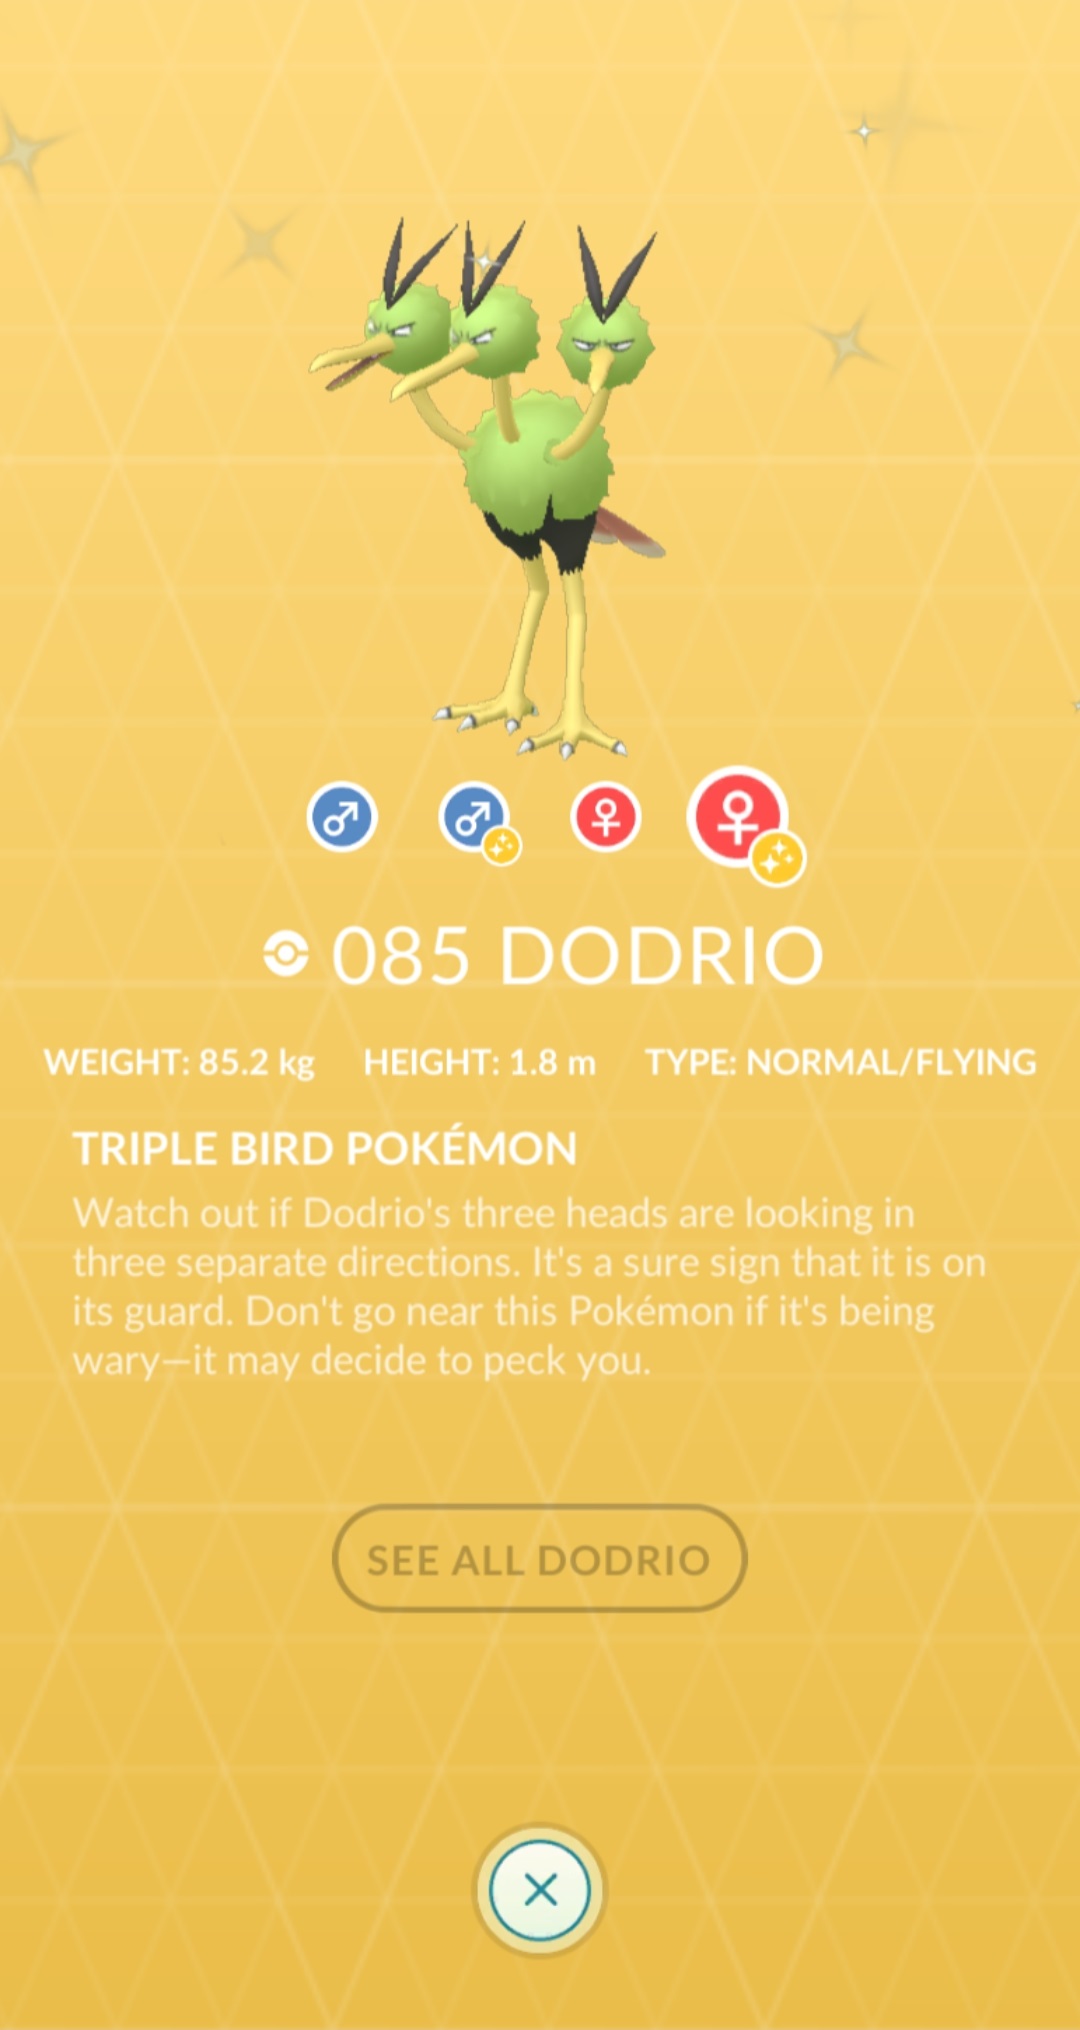 085 DODRIO
WEIGHT: 85.2 kg HEIGHT: 1.8 m TYPE: NORMAL/FLYING
TRIPLE BIRD POKÉMON
Watch out if Dodrio's three heads are looking in
three separate directions. It's a sure sign that it is on
its guard. Don't go near this Pokémon if it's being
wary—it may decide to peck you.
SEE ALL DODRIO